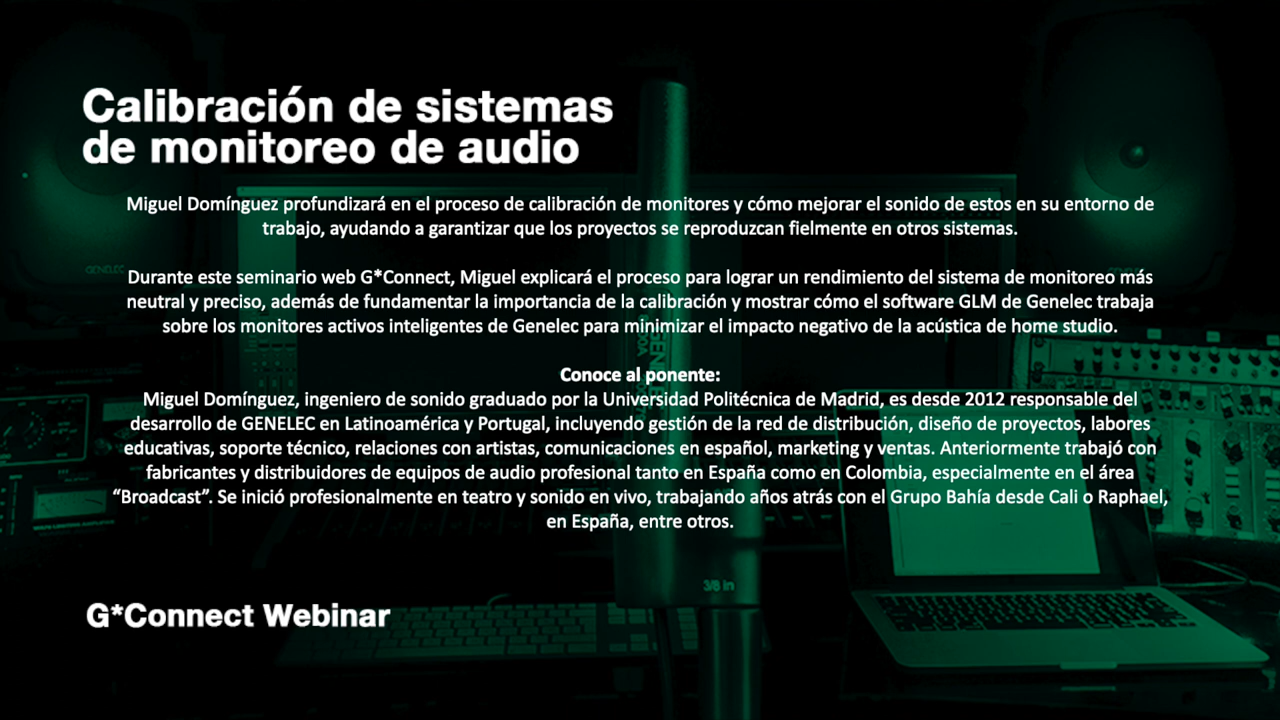 Calibración de sistemas
de monitoreo de audio
Miguel Domínguez profundizará en el proceso de calibración de monitores y cómo mejorar el sonido de estos en su entorno de
trabajo, ayudando a garantizar que los proyectos se reproduzcan fielmente en otros sistemas.
Durante este seminario web G*Connect, Miguel explicará el proceso para lograr un rendimiento del sistema de monitoreo más
neutral y preciso, además de fundamentar la importancia de la calibración y mostrar cómo el software GLM de Genelec trabaja
sobre los monitores activos inteligentes de Genelec para minimizar el impacto negativo de la acústica de home studio.
Conoce al ponente:
Miguel Domínguez, ingeniero de sonido graduado por la Universidad Politécnica de Madrid, es desde 2012 responsable del
desarrollo de GENELEC en Latinoamérica y Portugal, incluyendo gestión de la red de distribución, diseño de proyectos, labores
educativas, soporte técnico, relaciones con artistas, comunicaciones en español, marketing y ventas. Anteriormente trabajó con
fabricantes y distribuidores de equipos de audio profesional tanto en España como en Colombia, especialmente en el área
“Broadcast”. Se inició profesionalmente en teatro y sonido en vivo, trabajando años atrás con el Grupo Bahía desde Cali o Raphael,
en España, entre otros.
G*Connect Webinar
GENELEC
3/8 in